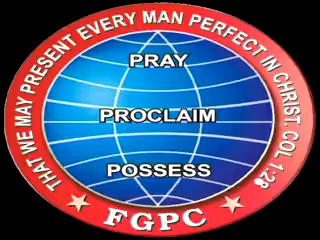 THAT WE MAY PRESENT EVERY MAN PERFECT IN CHRIST. COL 1:28
PRAY
PROCLAIM
POSSESS
FGPC